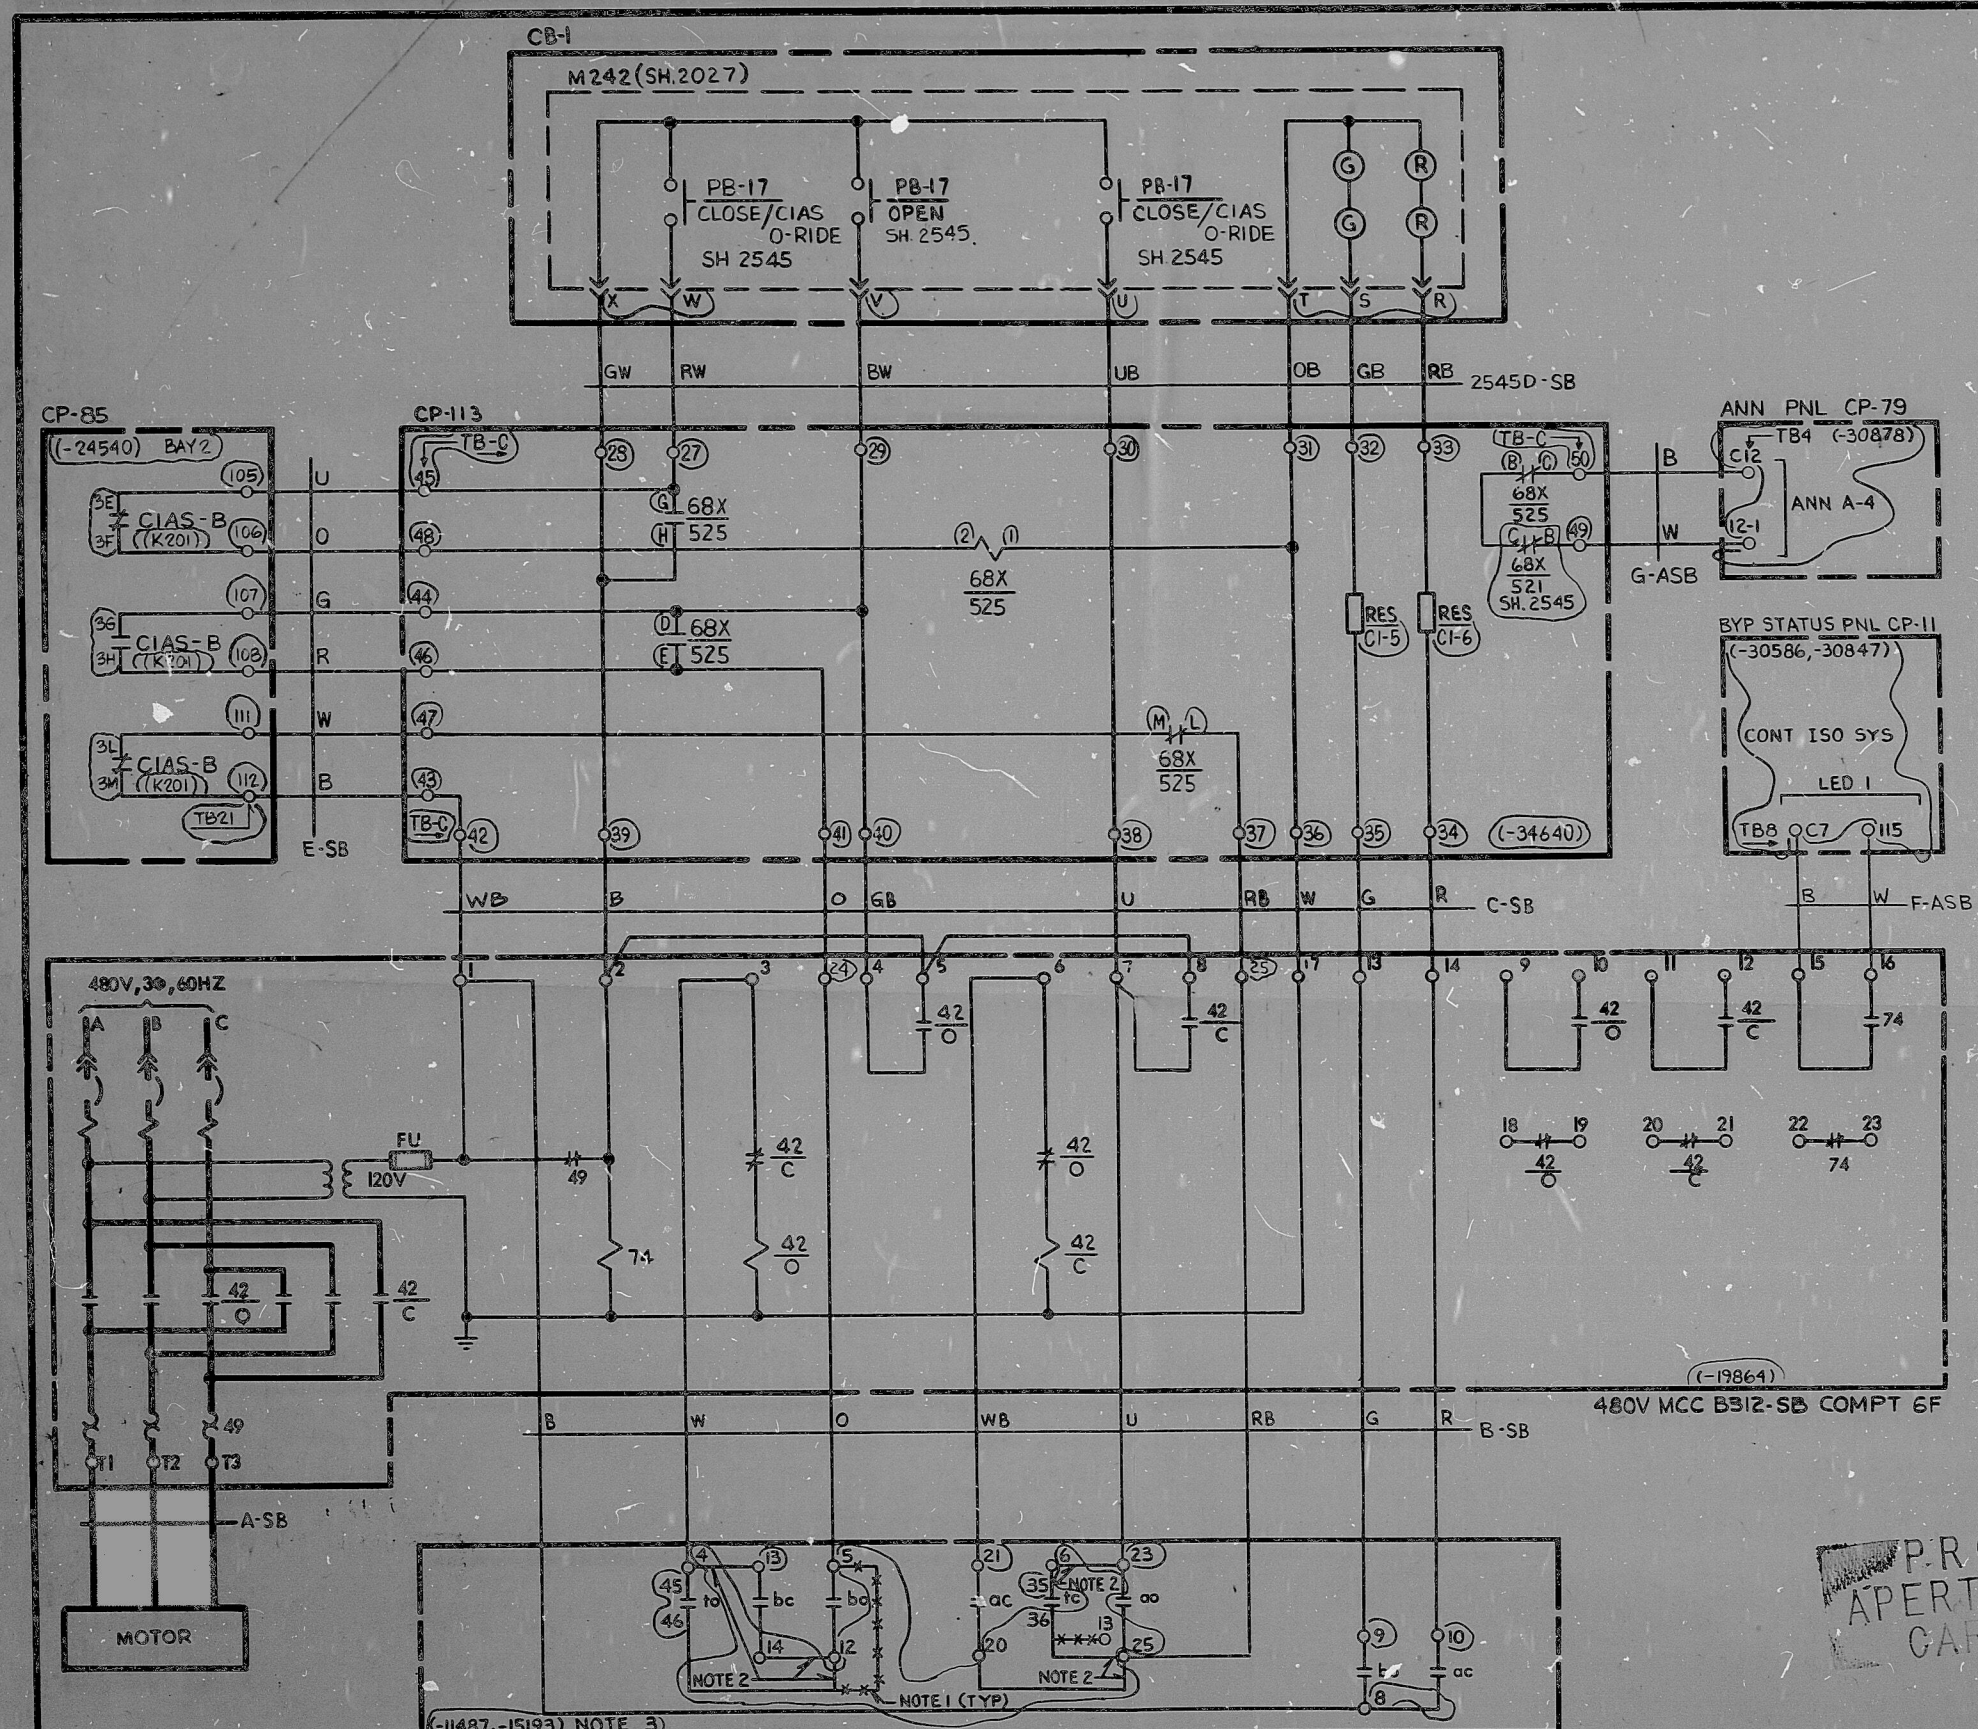 CB-1
M242(SH.2027)
G R
G R
PB-17
CLOSE/CIAS
O-RIDE
SH 2545
PB-17
OPEN
SH. 2545.
PB-17
CLOSE/CIAS
O-RIDE
SH.2545
X W V U T S R
GW RW BW UB OB GB RB 2545D-SB
CP-85
(-24540) BAY 2
CP-113
TB-C
28 27 29 30 31 32 33
TB-C
50
45
105
U
3E
3F
CIAS-B
(K201)
106
O
48
G
H
68X
525
2 1
68X
525
B C
68X
525
C B
49
68X
521
SH.2545
B
W
G-ASB
ANN PNL CP-79
TB4 (-30878)
C12
12-1
ANN A-4
107
G
44
3G
3H
CIAS-B
(K201)
108
R
46
D
E
68X
525
RES
C1-5
RES
C1-6
BYP STATUS PNL CP-11
(-30586,-30847)
CONT ISO SYS
LED 1
TB8 C7 115
B W F-ASB
111
W
47
3L
3M
CIAS-B
(K201)
112
B
43
TB21
E-SB
M L
68X
525
TB-C
42 39 41 40 38 37 36 35 34 (-34640)
WB B O GB U RB W G R C-SB
480V,3Φ,60HZ
A B C
1 2 3 24 4 5 6 7 8 25 17 13 14 9 10 11 12 15 16
42
O
42
C
42
O
42
C
74
18 19 20 21 22 23
42
O
42
C
74
FU
120V
49
42
C
42
O
74
42
O
42
C
42
O
42
C
49
T1 T2 T3
A-SB
MOTOR
(-19864)
480V MCC B312-SB COMPT 6F
B W O WB U RB G R B-SB
4 13 5 21 6 23
45
46
to bc bo ac
35
NOTE 2
tc
ao
36
13
14 12 20 25
NOTE 2
NOTE 2
NOTE 1 (TYP)
9 10
ac
8
(-11487,-15193) NOTE 3)